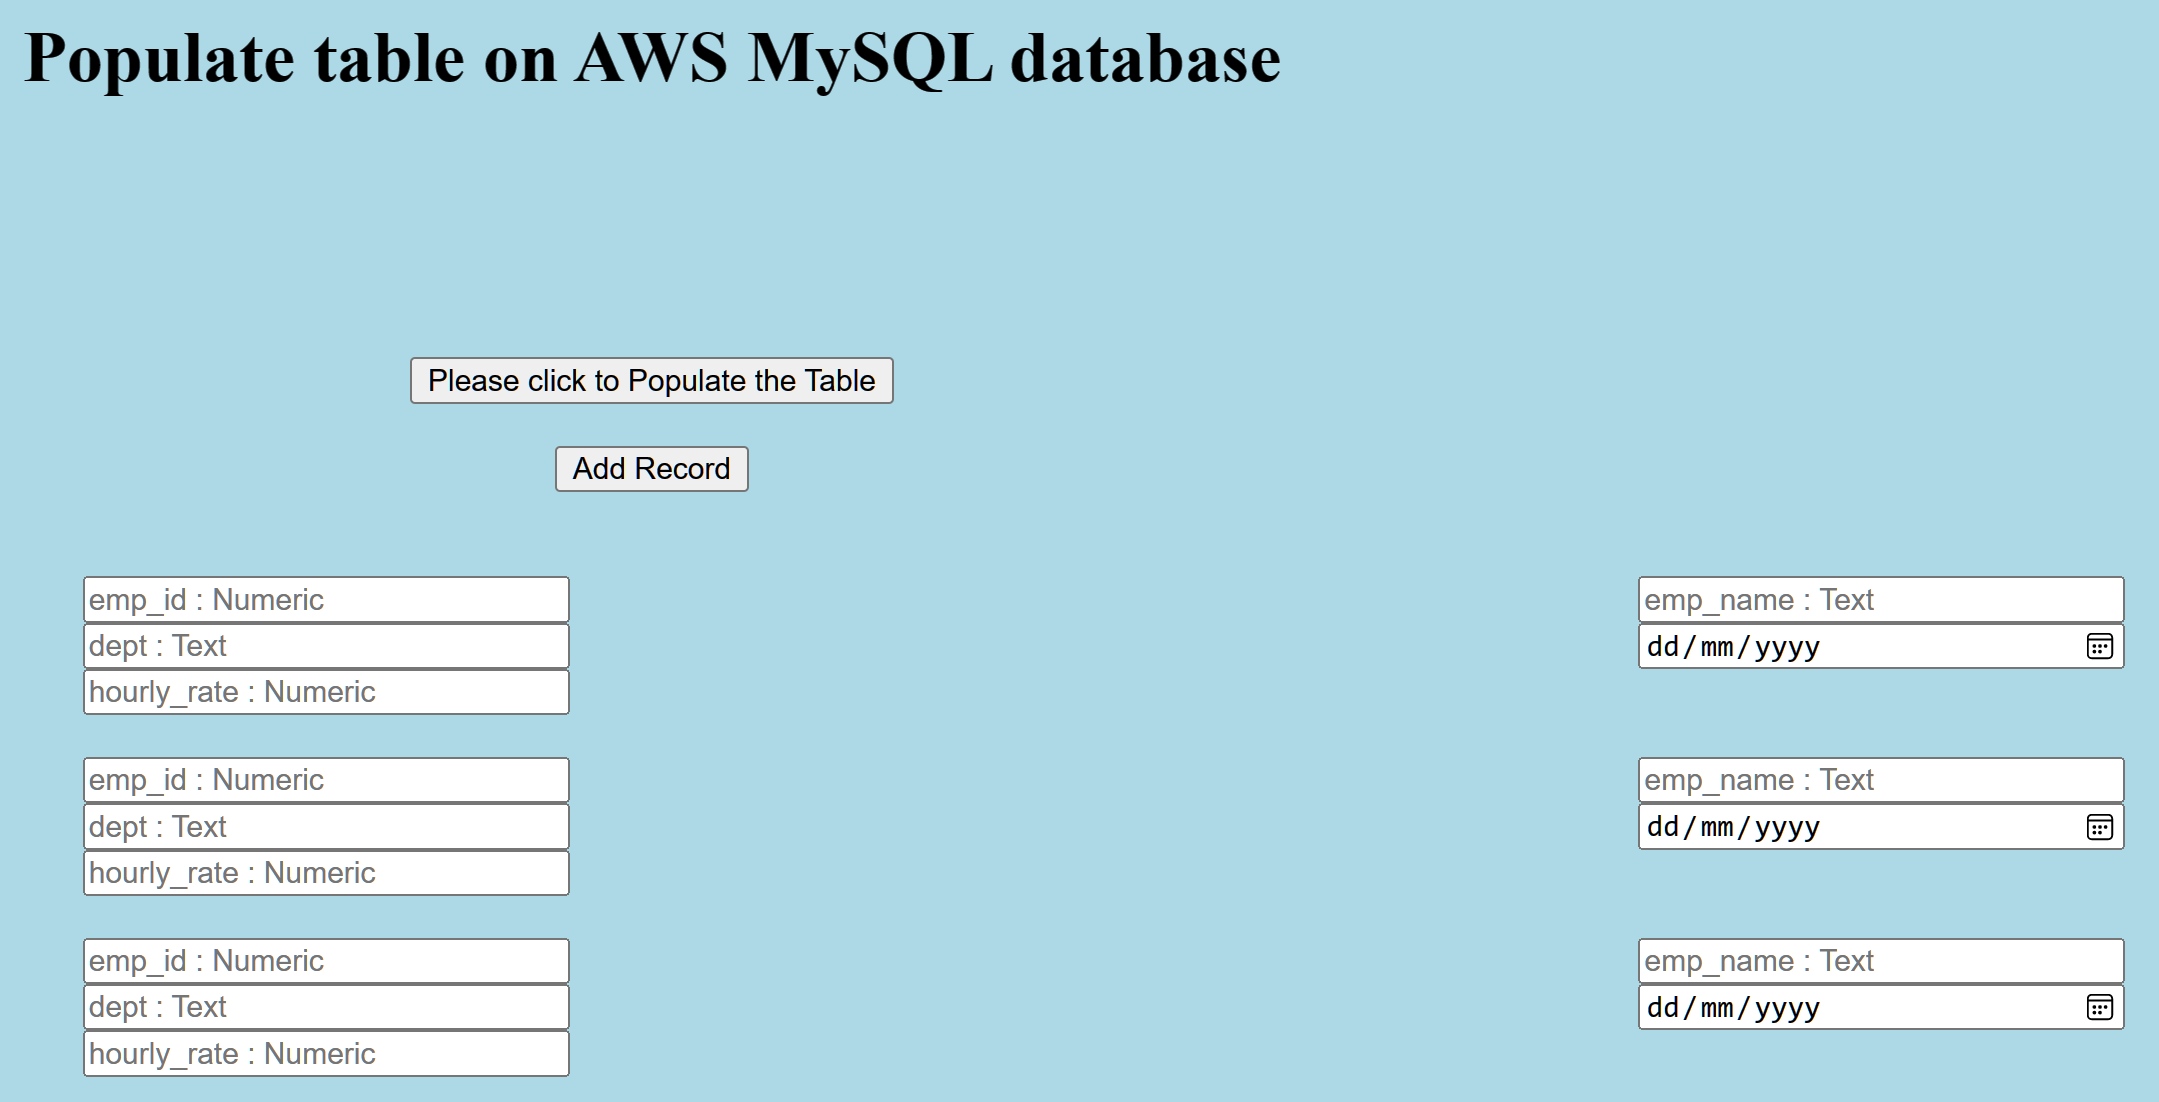 Populate table on AWS MySQL database
Please click to Populate the Table
Add Record
emp_id : Numeric
emp_name : Text
dept : Text
dd/mm/yyyy
hourly_rate : Numeric
emp_id : Numeric
emp_name : Text
dept : Text
dd/mm/yyyy
hourly_rate : Numeric
emp_id : Numeric
emp_name : Text
dept : Text
dd/mm/yyyy
hourly_rate : Numeric